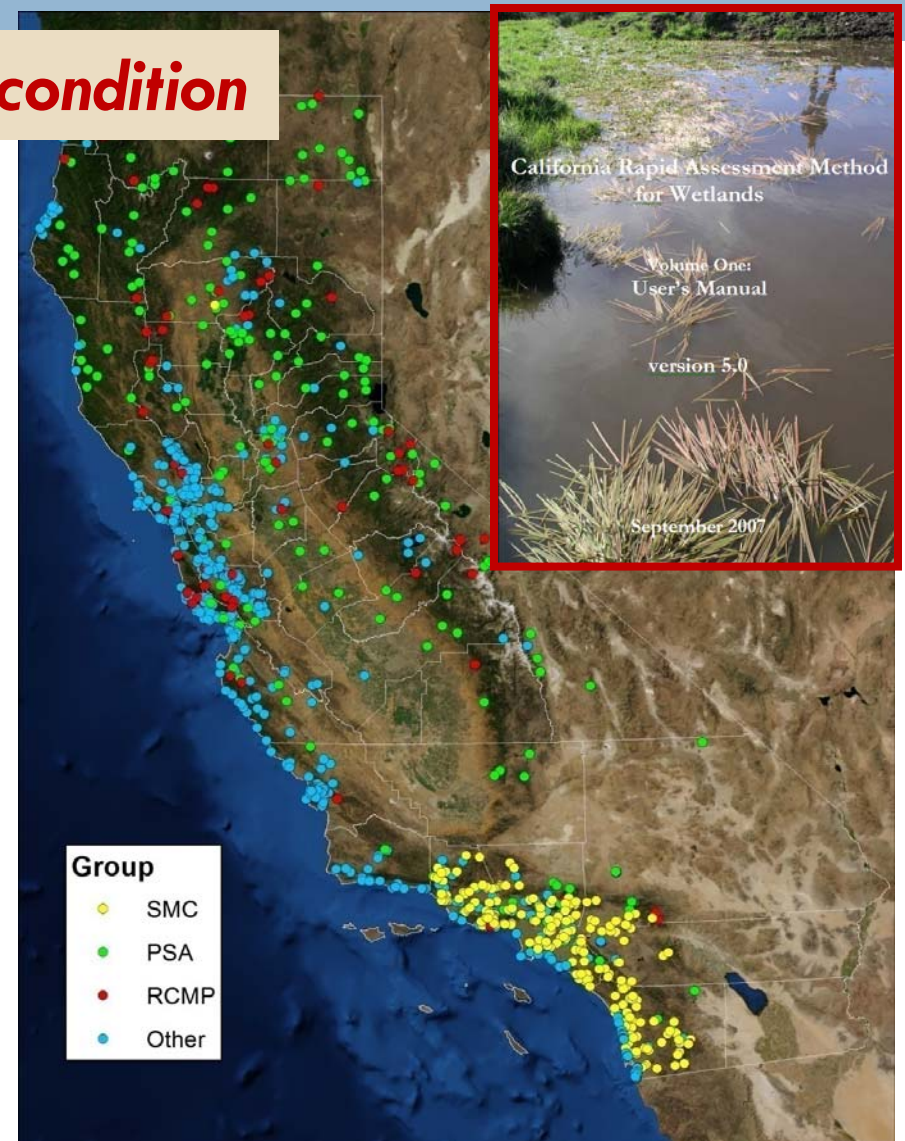 condition
California Rapid Assessment Method
for Wetlands
Volume One:
User's Manual
version 5.0
September 2007
Group
SMC
PSA
RCMP
Other